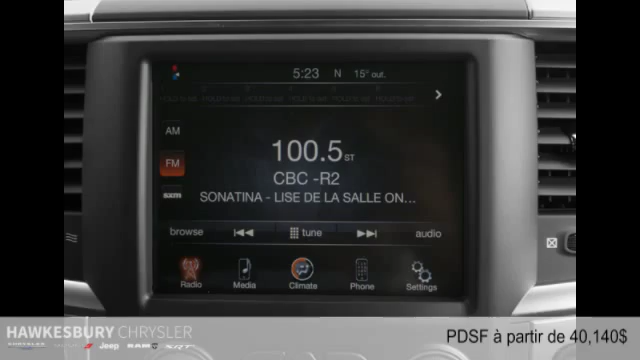 5:23 N 15° out.
AM
FM
sxm
100.5 ST
CBC -R2
SONATINA - LISE DE LA SALLE ON...
browse tune audio
Radio Media Climate Phone Settings
HAWKESBURY CHRYSLER
Jeep RAM SRT
PDSF à partir de 40,140$